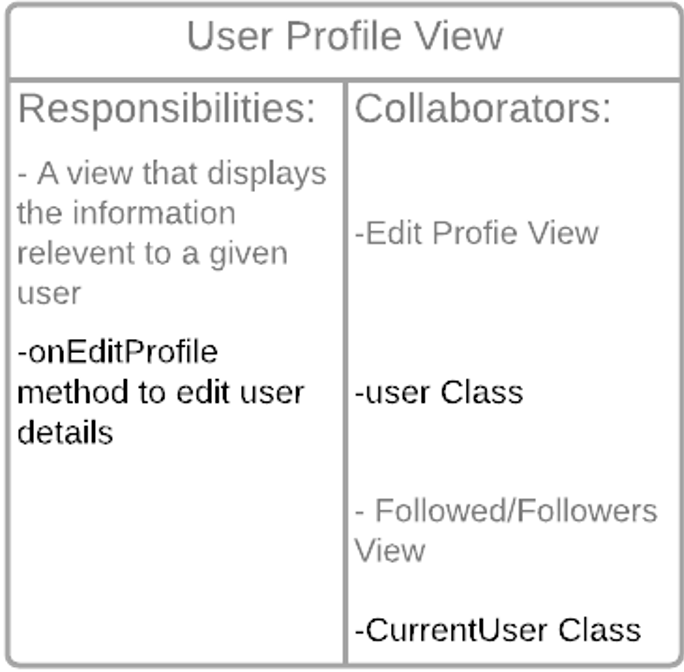 User Profile View
Responsibilities:
- A view that displays
the information
relevent to a given
user
-onEditProfile
method to edit user
details
Collaborators:
-Edit Profie View
-user Class
- Followed/Followers
View
-CurrentUser Class